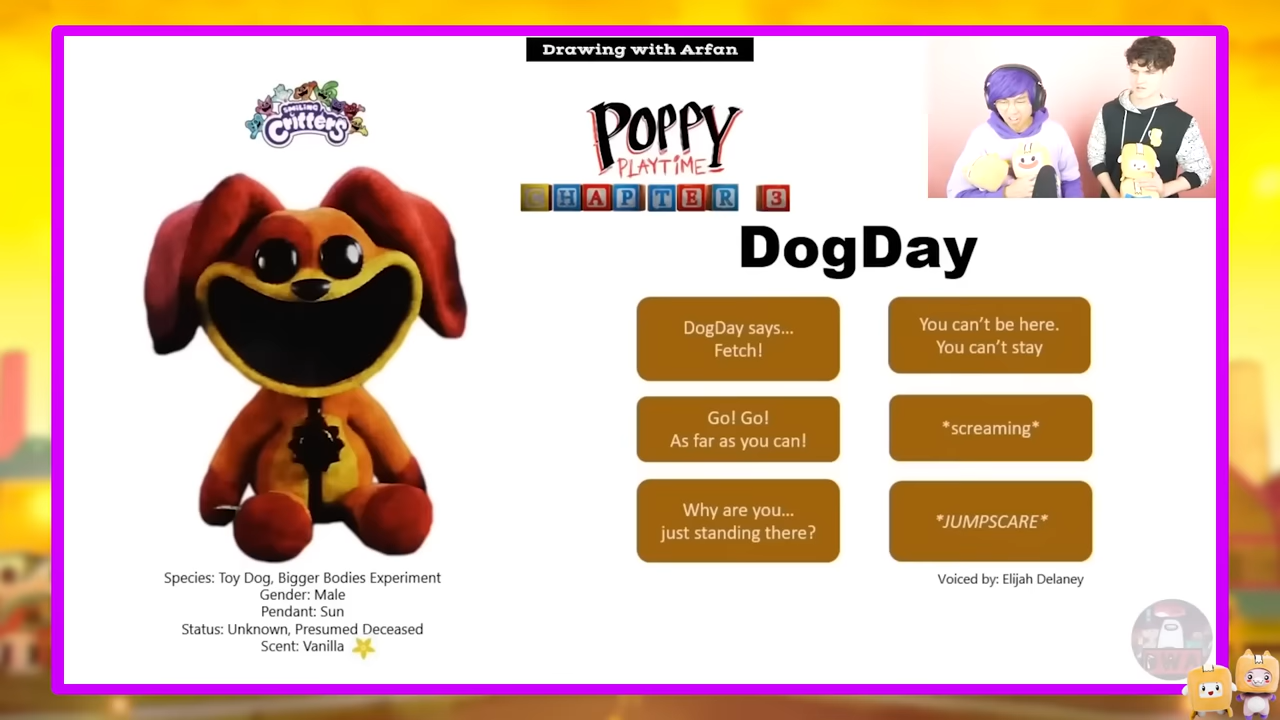 Drawing with Arfan
SMILING
Critters
POPPY
PLAYTIME
CHAPTER 3
DogDay
DogDay says...
Fetch!
You can't be here.
You can't stay
Go! Go!
As far as you can!
*screaming*
Why are you...
just standing there?
*JUMPSCARE*
Voiced by: Elijah Delaney
Species: Toy Dog, Bigger Bodies Experiment
Gender: Male
Pendant: Sun
Status: Unknown, Presumed Deceased
Scent: Vanilla